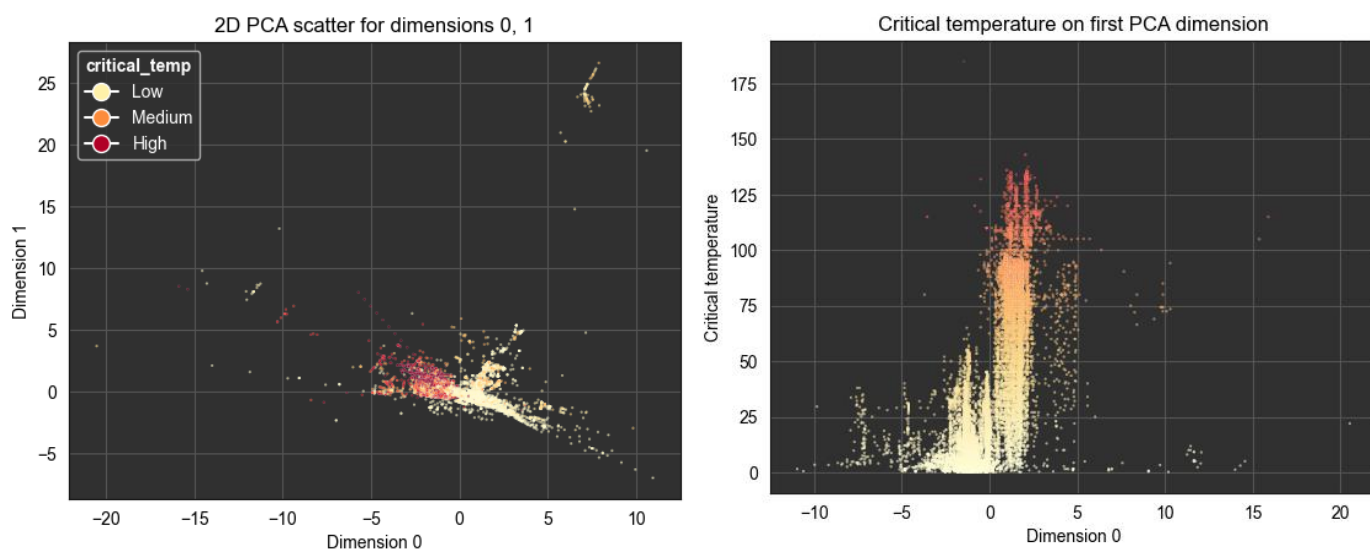 2D PCA scatter for dimensions 0, 1
critical_temp
Low
Medium
High
25
20
15
10
5
0
−5
Dimension 1
−20
−15
−10
−5
0
5
10
Dimension 0
Critical temperature on first PCA dimension
175
150
125
100
75
50
25
0
Critical temperature
−10
−5
0
5
10
15
20
Dimension 0